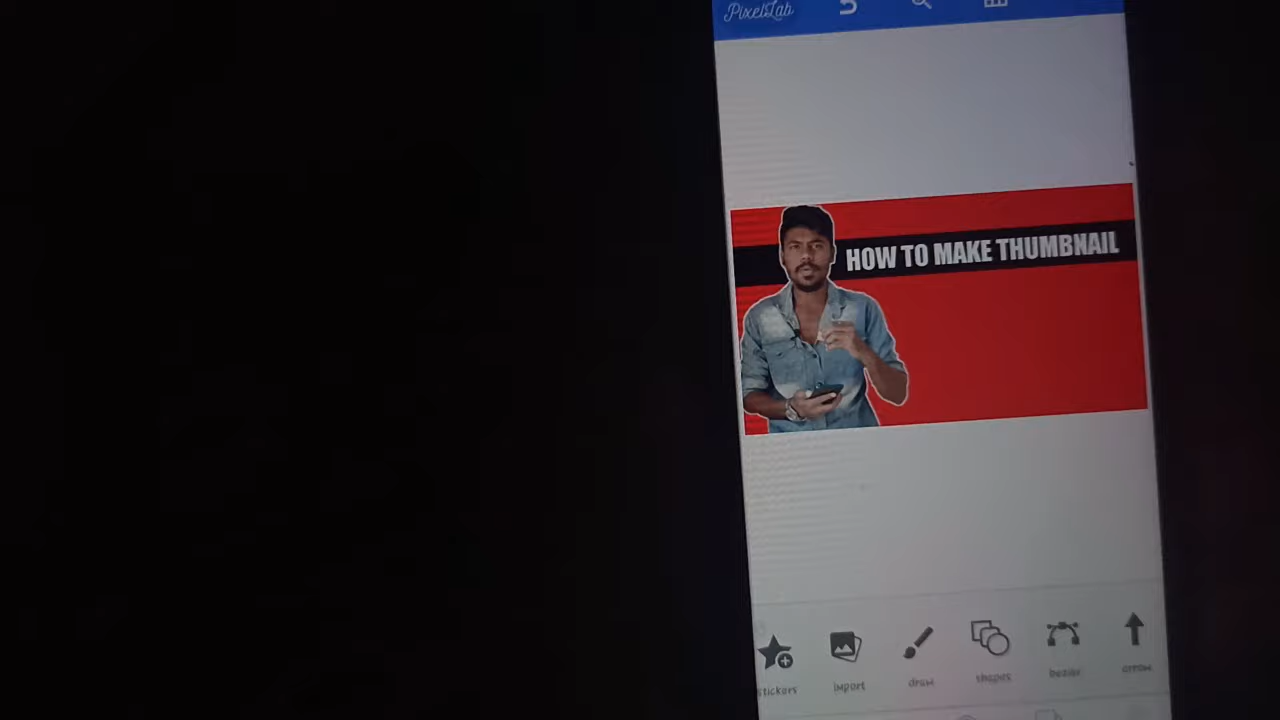 PixelLab
HOW TO MAKE THUMBNAIL
stickers
import
draw
shapes
bezier
arrow